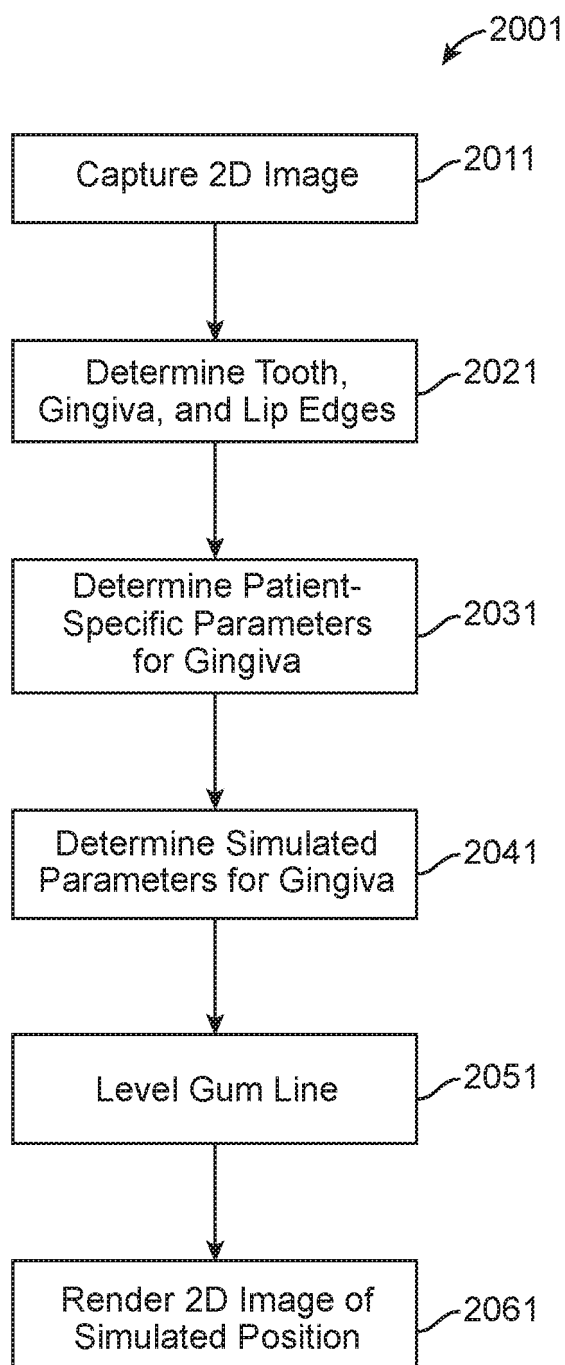 2001
Capture 2D Image
2011
Determine Tooth,
Gingiva, and Lip Edges
2021
Determine Patient-
Specific Parameters
for Gingiva
2031
Determine Simulated
Parameters for Gingiva
2041
Level Gum Line
2051
Render 2D Image of
Simulated Position
2061